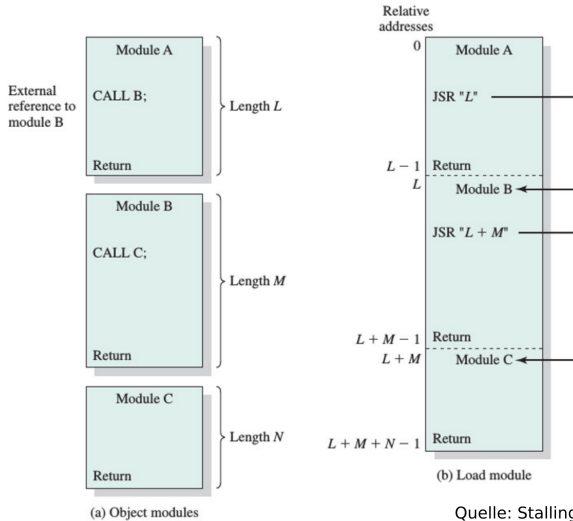 External
reference to
module B
Module A
CALL B;
Return
Length L
Module B
CALL C;
Return
Length M
Module C
Return
Length N
(a) Object modules
Relative
addresses
0
Module A
JSR "L"
L − 1
Return
L
Module B
JSR "L + M"
L + M − 1
Return
L + M
Module C
L + M + N − 1
Return
(b) Load module
Quelle: Stalling